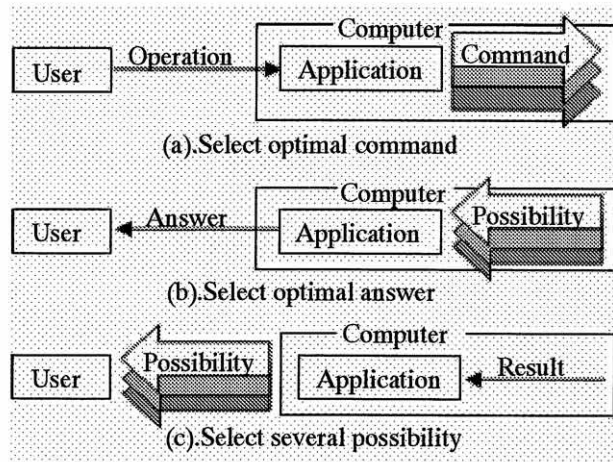 Computer
User
Operation
Application
Command
(a).Select optimal command
Computer
User
Answer
Application
Possibility
(b).Select optimal answer
Computer
User
Possibility
Application
Result
(c).Select several possibility